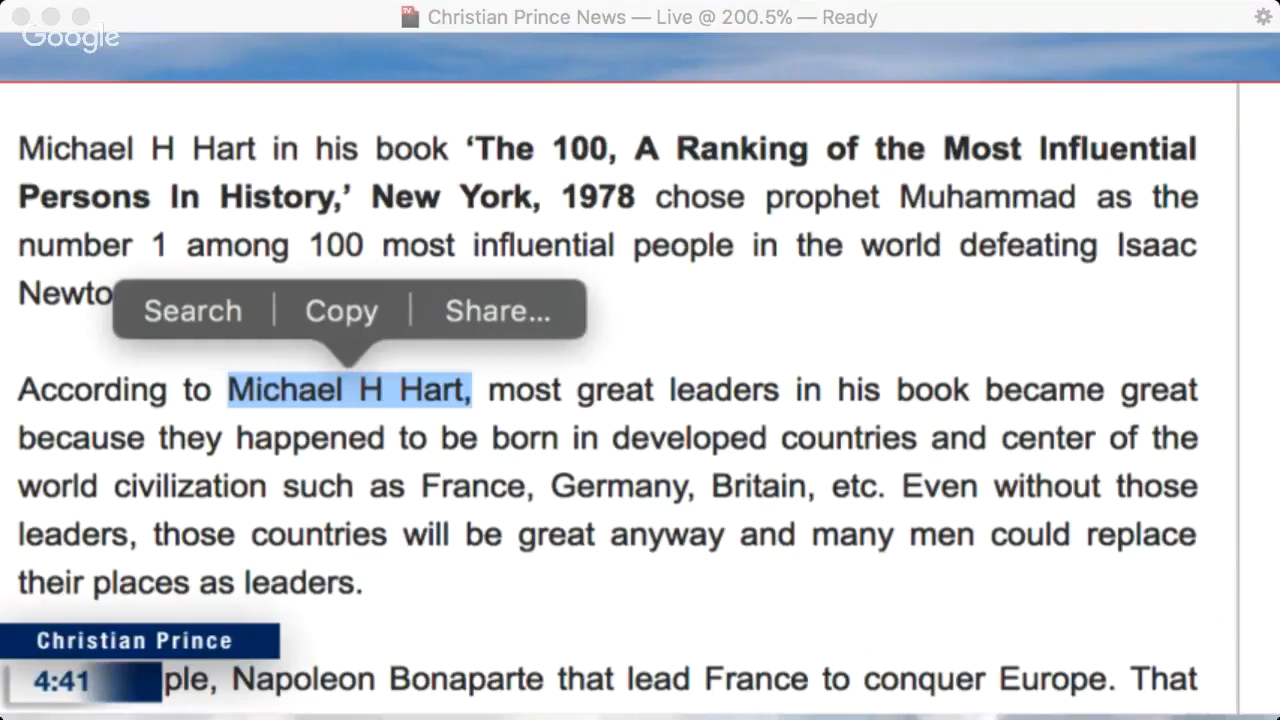 Christian Prince News — Live @ 200.5% — Ready
Google
Michael H Hart in his book ‘The 100, A Ranking of the Most Influential
Persons In History,’ New York, 1978 chose prophet Muhammad as the
number 1 among 100 most influential people in the world defeating Isaac
Newto
Search | Copy | Share...
According to Michael H Hart, most great leaders in his book became great
because they happened to be born in developed countries and center of the
world civilization such as France, Germany, Britain, etc. Even without those
leaders, those countries will be great anyway and many men could replace
their places as leaders.
Christian Prince
4:41
ple, Napoleon Bonaparte that lead France to conquer Europe. That